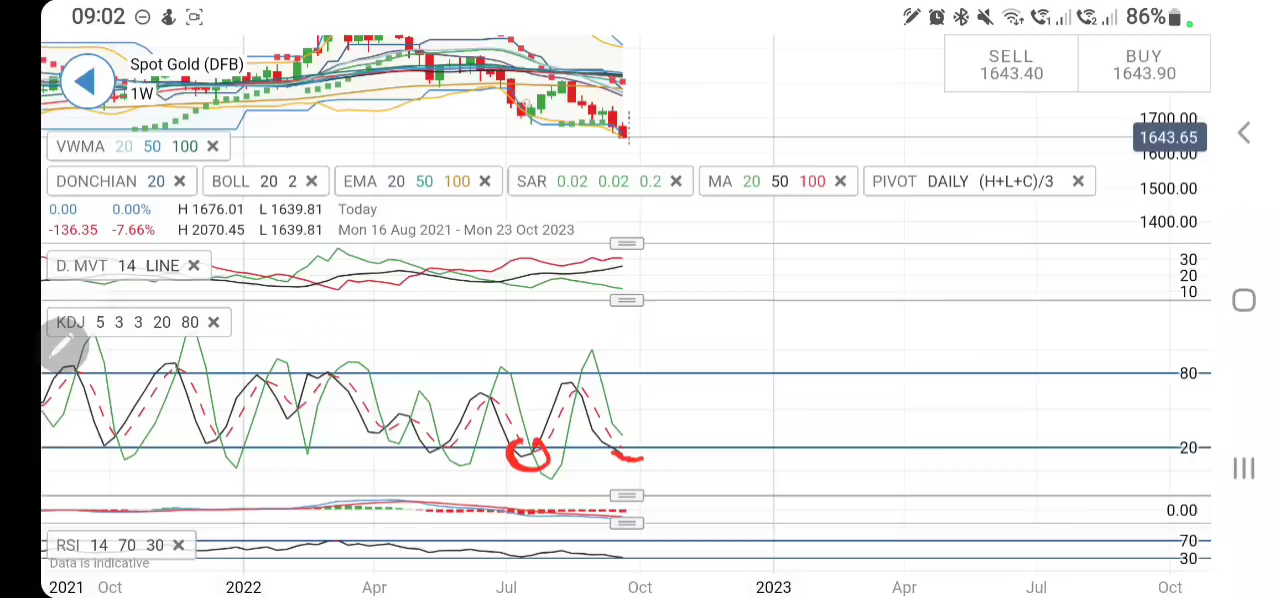 09:02 86%
Spot Gold (DFB)
1W
SELL BUY
1643.40 1643.90
1700.00
1643.65
1600.00
VWMA 20 50 100
DONCHIAN 20 BOLL 20 2 EMA 20 50 100 SAR 0.02 0.02 0.2 MA 20 50 100 PIVOT DAILY (H+L+C)/3
1500.00
0.00 0.00% H 1676.01 L 1639.81 Today
1400.00
-136.35 -7.66% H 2070.45 L 1639.81 Mon 16 Aug 2021 - Mon 23 Oct 2023
D. MVT 14 LINE
30
20
10
KDJ 5 3 3 20 80
80
20
0.00
RSI 14 70 30
70
30
Data is indicative
2021 Oct 2022 Apr Jul Oct 2023 Apr Jul Oct